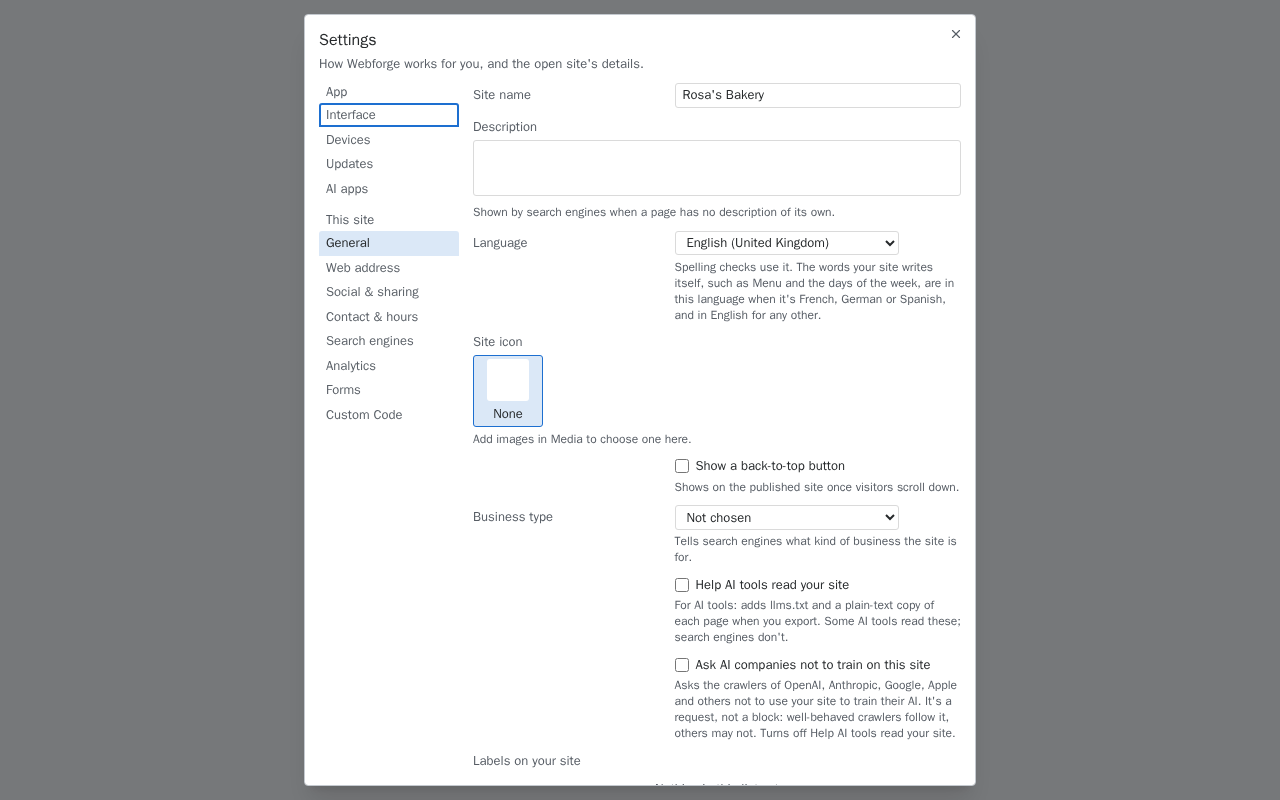 Settings
How Webforge works for you, and the open site's details.
App
Interface
Devices
Updates
AI apps
This site
General
Web address
Social & sharing
Contact & hours
Search engines
Analytics
Forms
Custom Code
Site name
Rosa's Bakery
Description
Shown by search engines when a page has no description of its own.
Language
English (United Kingdom)
Spelling checks use it. The words your site writes
itself, such as Menu and the days of the week, are in
this language when it's French, German or Spanish,
and in English for any other.
Site icon
None
Add images in Media to choose one here.
Show a back-to-top button
Shows on the published site once visitors scroll down.
Business type
Not chosen
Tells search engines what kind of business the site is
for.
Help AI tools read your site
For AI tools: adds llms.txt and a plain-text copy of
each page when you export. Some AI tools read these;
search engines don't.
Ask AI companies not to train on this site
Asks the crawlers of OpenAI, Anthropic, Google, Apple
and others not to use your site to train their AI. It's a
request, not a block: well-behaved crawlers follow it,
others may not. Turns off Help AI tools read your site.
Labels on your site